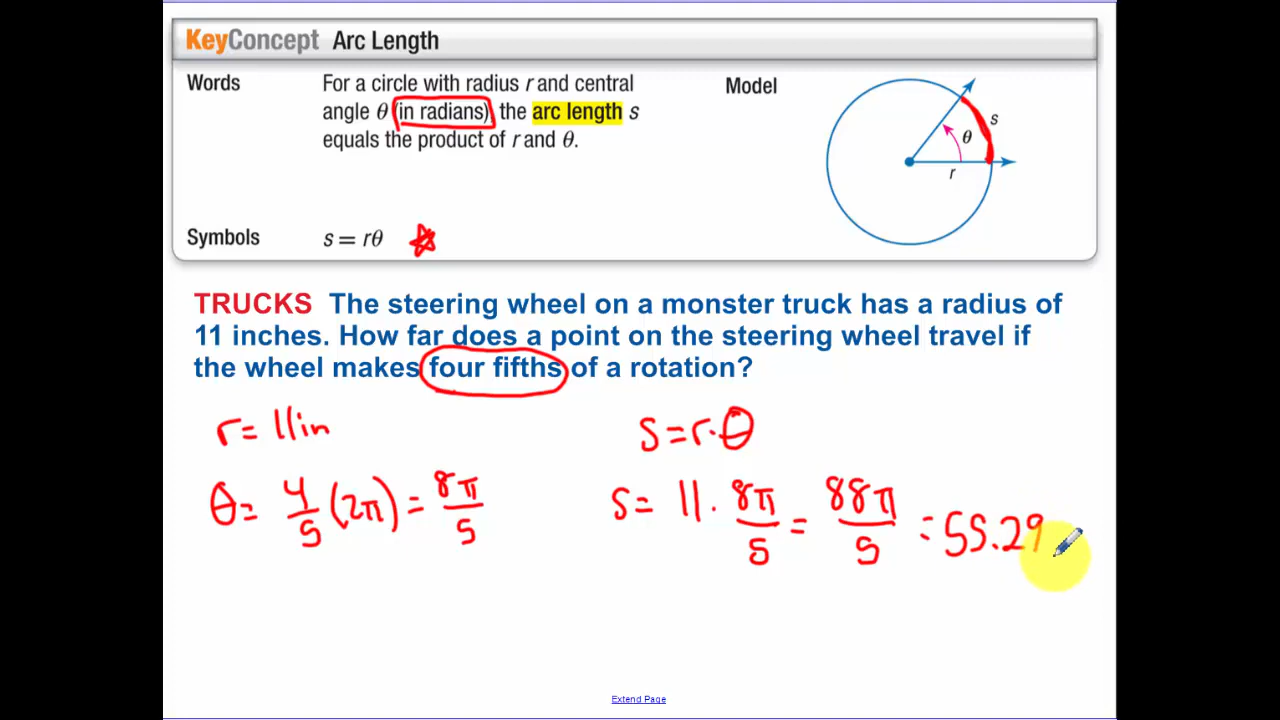 KeyConcept Arc Length
Words
For a circle with radius r and central
angle θ (in radians), the arc length s
equals the product of r and θ.
Model
s
θ
r
Symbols
s = rθ
TRUCKS The steering wheel on a monster truck has a radius of
11 inches. How far does a point on the steering wheel travel if
the wheel makes four fifths of a rotation?
r= 11in
s=r·θ
θ= 4/5 (2π) = 8π/5
s= 11 · 8π/5 = 88π/5 = 55.29
Extend Page